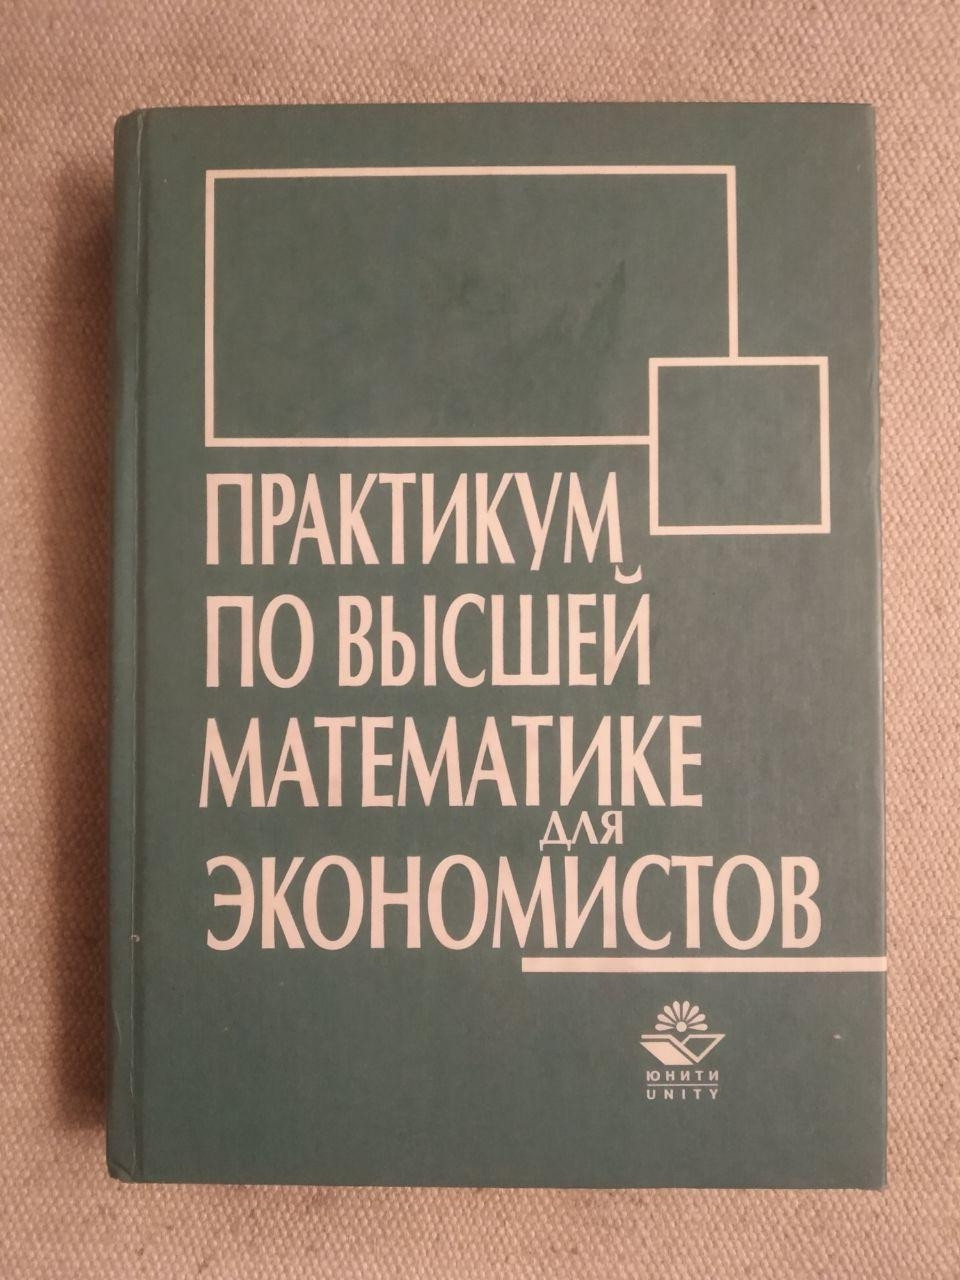 ПРАКТИКУМ
ПО ВЫСШЕЙ
МАТЕМАТИКЕ
для
ЭКОНОМИСТОВ
ЮНИТИ
UNITY